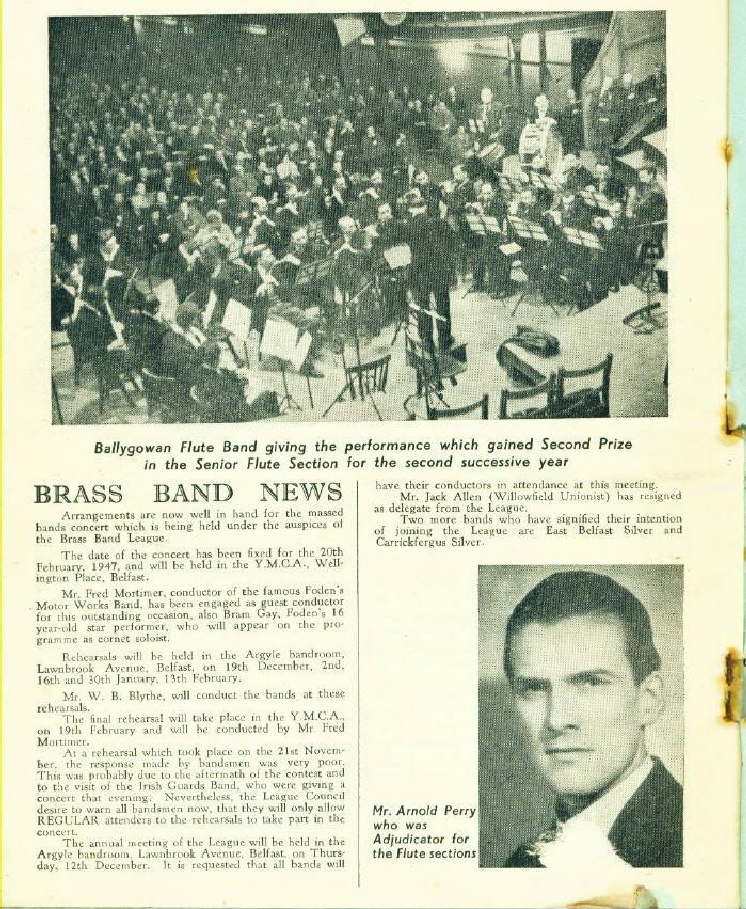 Ballygowan Flute Band giving the performance which gained Second Prize
in the Senior Flute Section for the second successive year
BRASS BAND NEWS
Arrangements are now well in hand for the massed
bands concert which is being held under the auspices of
the Brass Band League.
The date of the concert has been fixed for the 20th
February, 1947, and will be held in the Y.M.C.A., Well-
ington Place, Belfast.
Mr. Fred Mortimer, conductor of the famous Foden's
Motor Works Band, has been engaged as guest conductor
for this outstanding occasion, also Bram Gay, Foden's 16
year-old star performer, who will appear on the pro-
gramme as cornet soloist.
Rehearsals will be held in the Argyle bandroom,
Lawnbrook Avenue, Belfast, on 19th December, 2nd,
16th and 30th January, 13th February.
Mr. W. B. Blythe, will conduct the bands at these
rehearsals.
The final rehearsal will take place in the Y.M.C.A.,
on 19th February and will be conducted by Mr Fred
Mortimer.
At a rehearsal which took place on the 21st Novem-
ber, the response made by bandsmen was very poor.
This was probably due to the aftermath of the contest and
to the visit of the Irish Guards Band, who were giving a
concert that evening. Nevertheless, the League Council
desire to warn all bandsmen now, that they will only allow
REGULAR attenders to the rehearsals to take part in the
concert.
The annual meeting of the League will be held in the
Argyle bandroom, Lawnbrook Avenue, Belfast, on Thurs-
day, 12th December. It is requested that all bands will
have their conductors in attendance at this meeting.
Mr. Jack Allen (Willowfield Unionist) has resigned
as delegate from the League.
Two more bands who have signified their intention
of joining the League are East Belfast Silver and
Carrickfergus Silver.
Mr. Arnold Perry
who was
Adjudicator for
the Flute sections